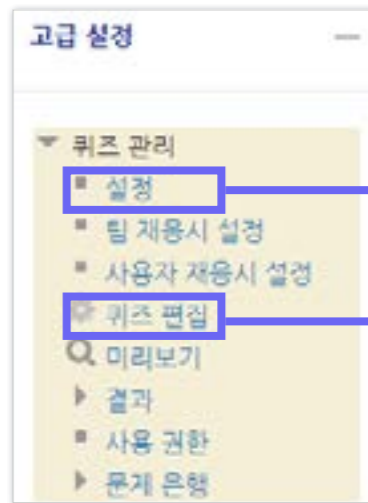 고급 설정
퀴즈 관리
설정
팀 재응시 설정
사용자 재응시 설정
퀴즈 편집
미리보기
결과
사용 권한
문제 은행